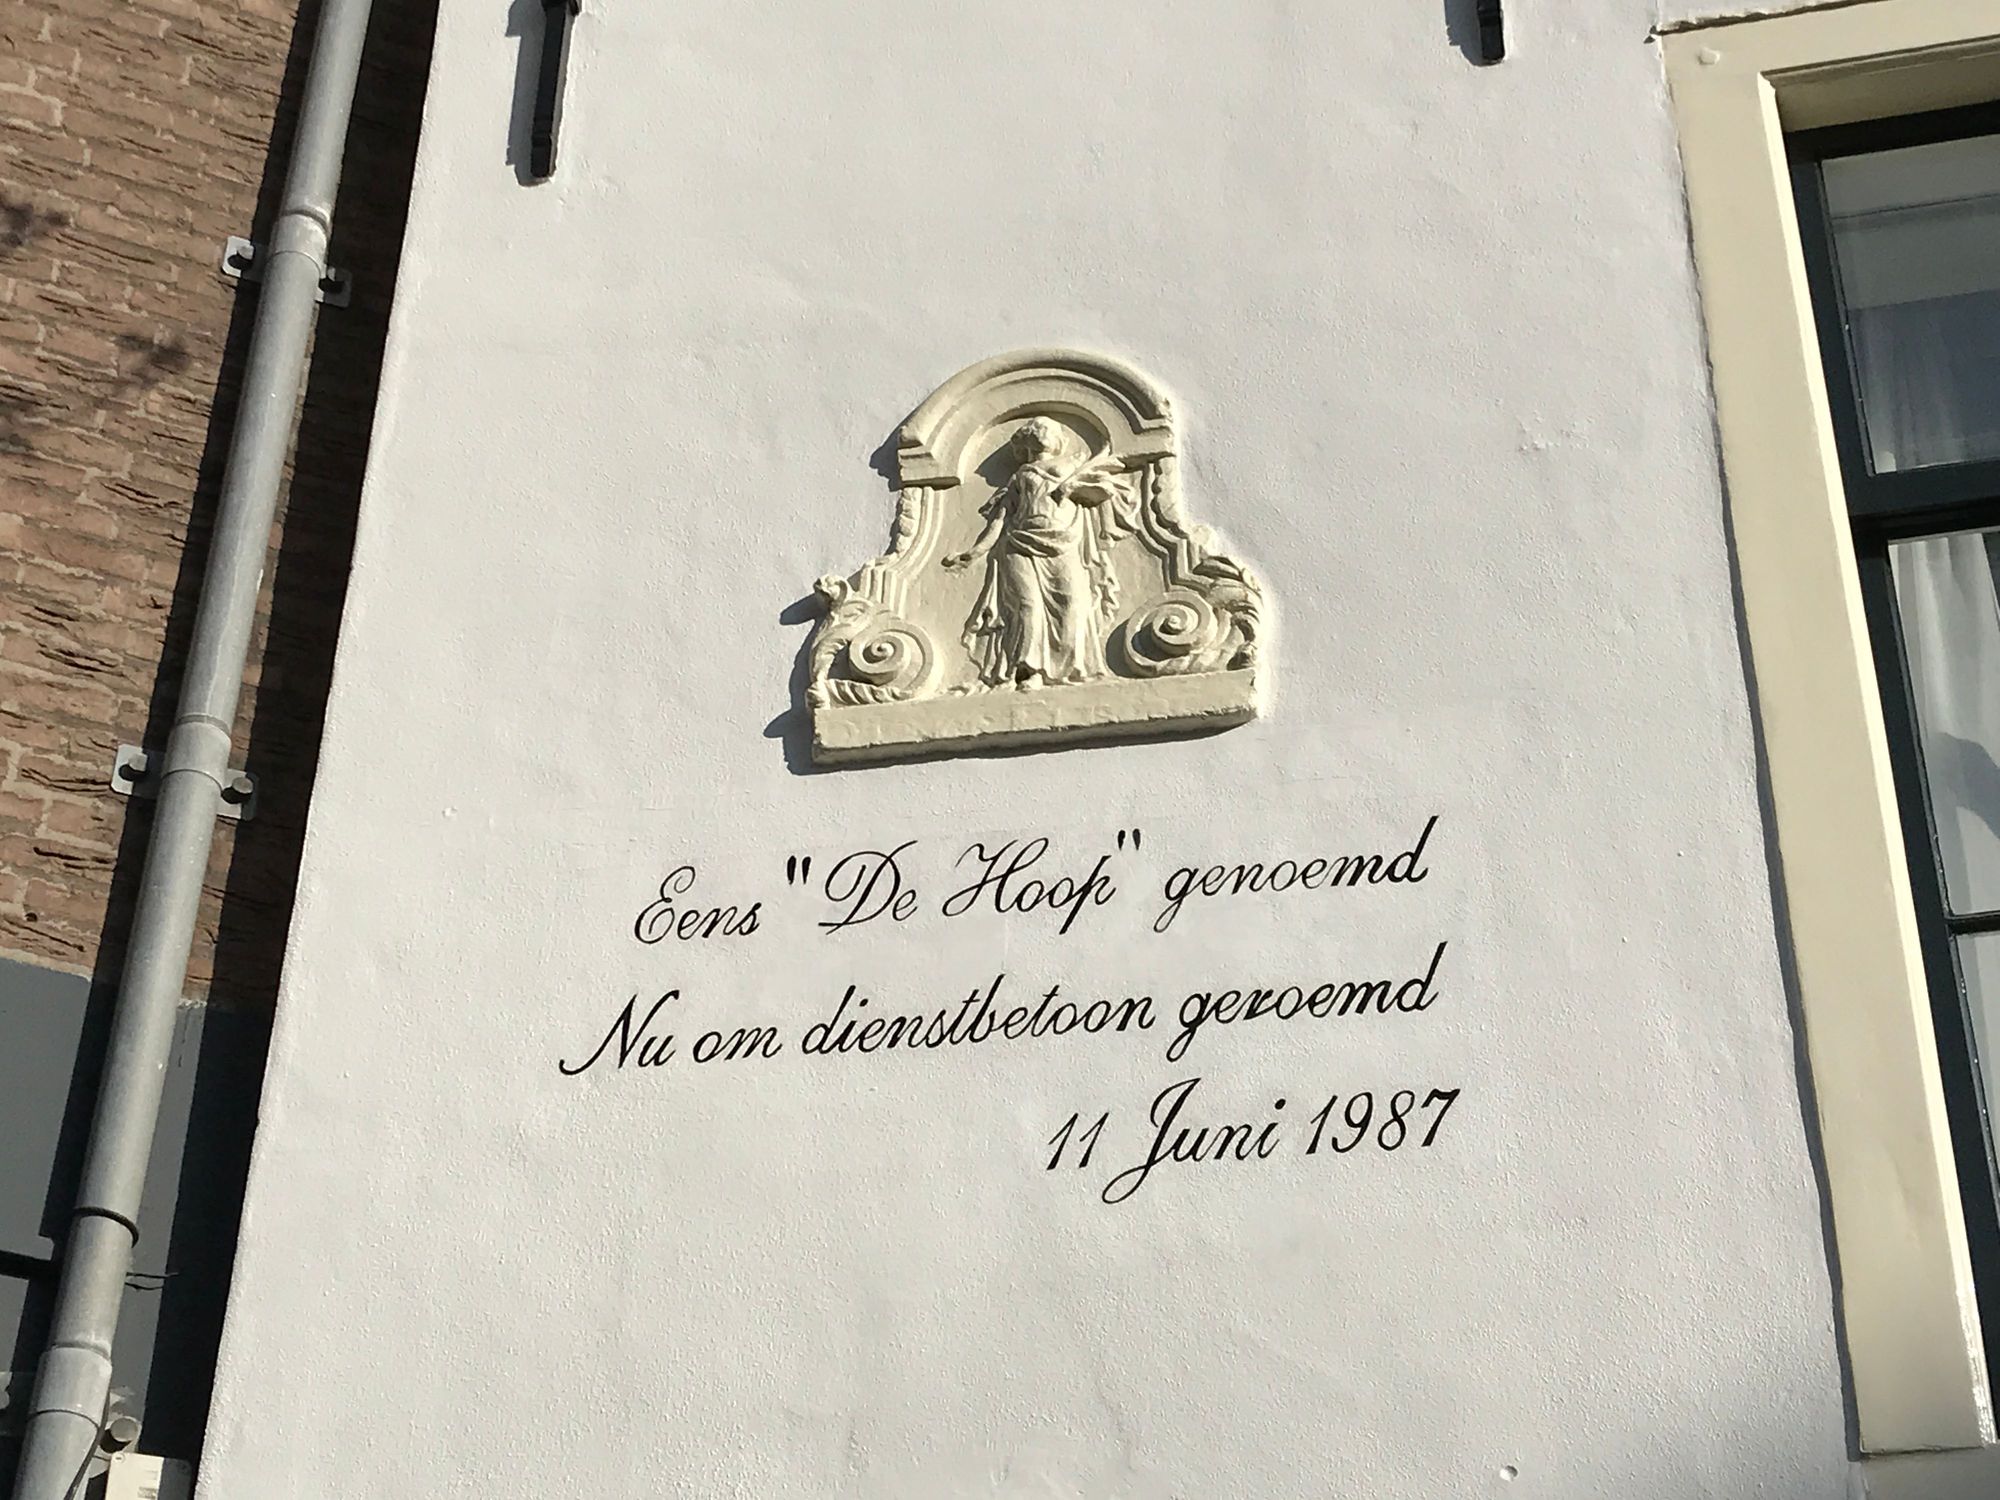 Eens "De Hoop" genoemd
Nu om dienstbetoon geroemd
11 Juni 1987